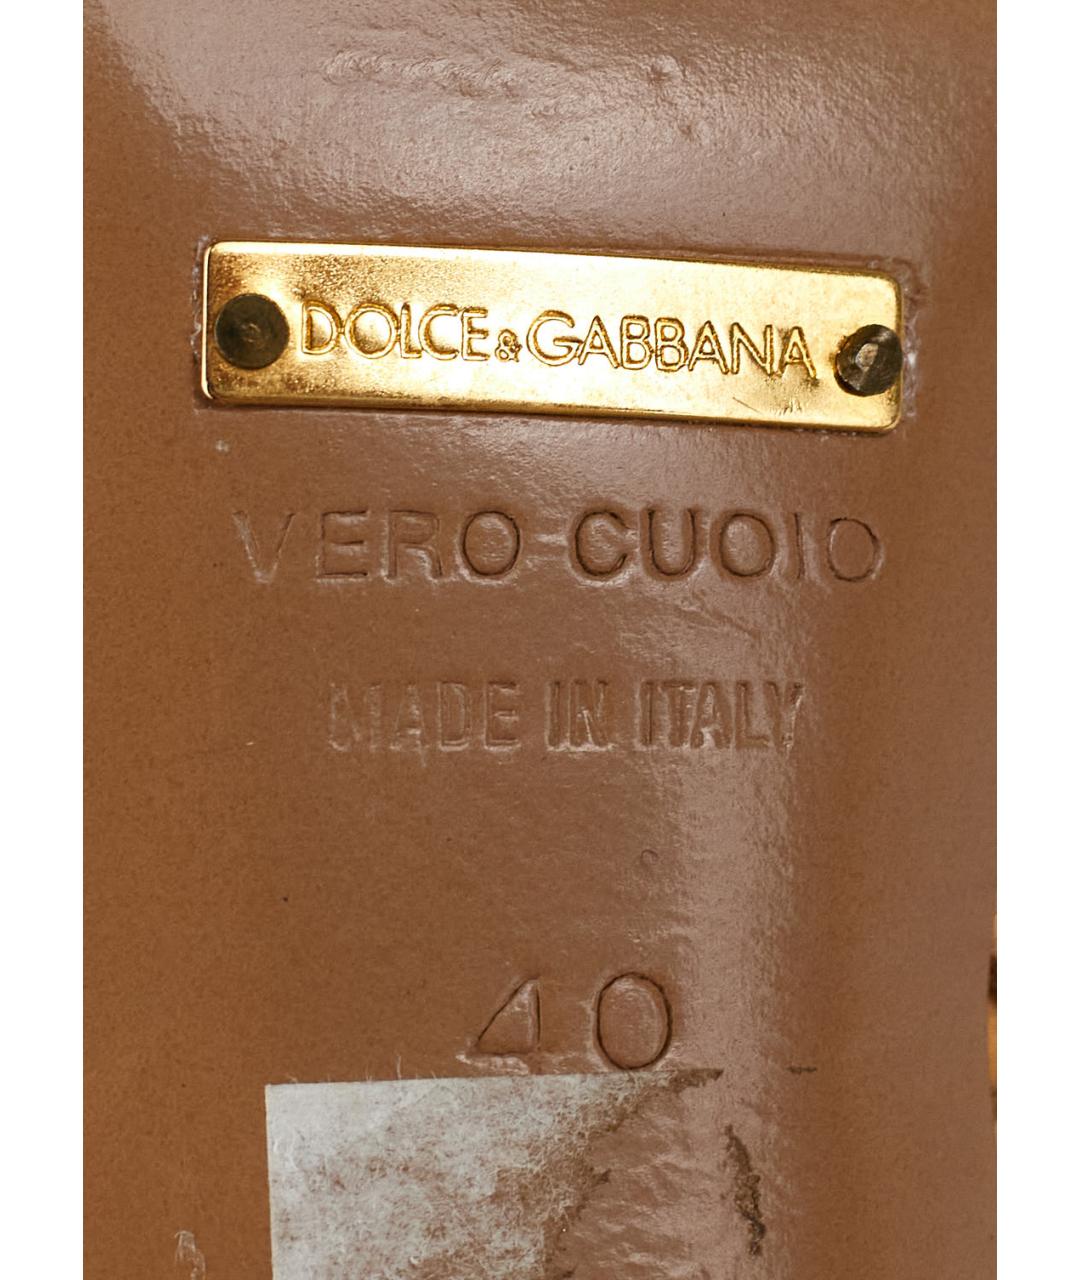 DOLCE&GABBANA
VERO CUOIO
MADE IN ITALY
40